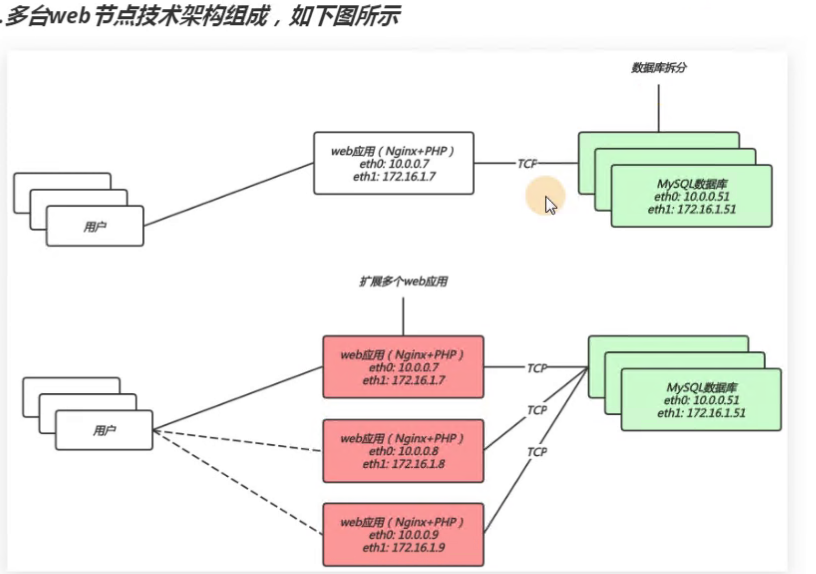 .多台web节点技术架构组成，如下图所示
数据库拆分
web应用（Nginx+PHP）
eth0: 10.0.0.7
eth1: 172.16.1.7
TCP
MySQL数据库
eth0: 10.0.0.51
eth1: 172.16.1.51
用户
扩展多个web应用
web应用（Nginx+PHP）
eth0: 10.0.0.7
eth1: 172.16.1.7
TCP
MySQL数据库
eth0: 10.0.0.51
eth1: 172.16.1.51
用户
web应用（Nginx+PHP）
eth0: 10.0.0.8
eth1: 172.16.1.8
TCP
TCP
web应用（Nginx+PHP）
eth0: 10.0.0.9
eth1: 172.16.1.9